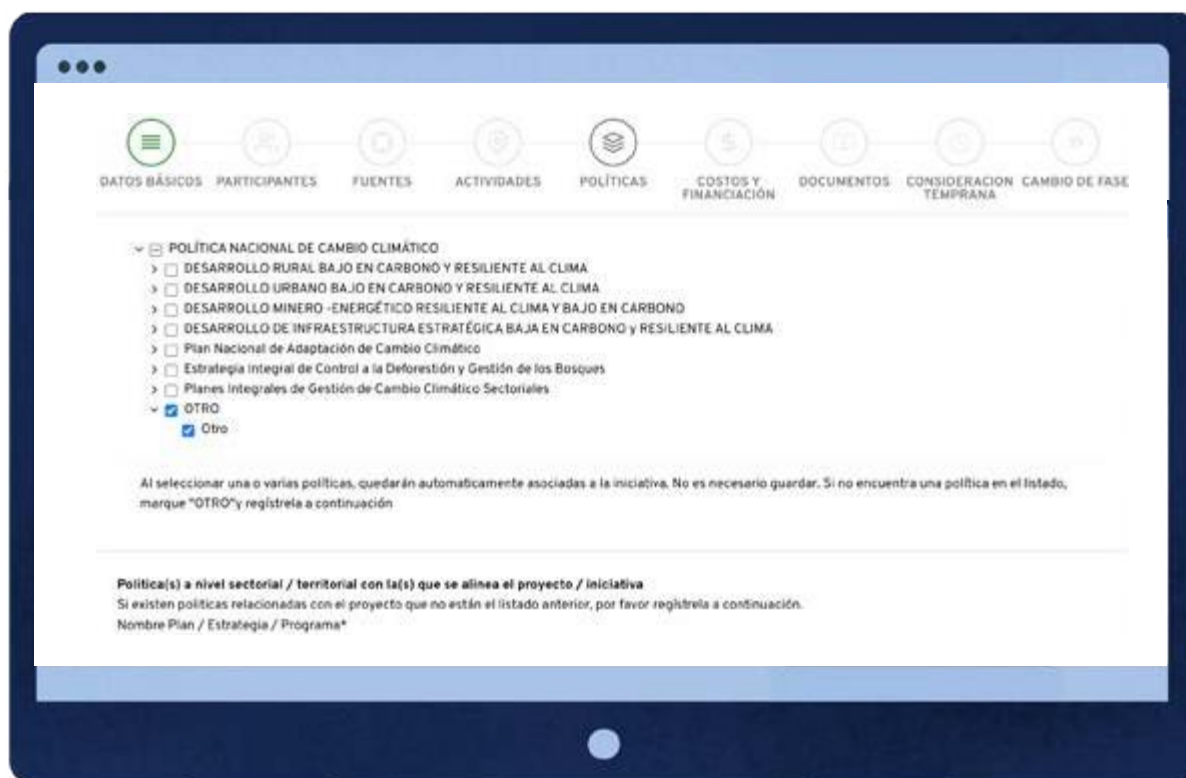 DATOS BÁSICOS PARTICIPANTES FUENTES ACTIVIDADES POLÍTICAS COSTOS Y FINANCIACIÓN DOCUMENTOS CONSIDERACION TEMPRANA CAMBIO DE FASE
POLÍTICA NACIONAL DE CAMBIO CLIMÁTICO
DESARROLLO RURAL BAJO EN CARBONO Y RESILIENTE AL CLIMA
DESARROLLO URBANO BAJO EN CARBONO Y RESILIENTE AL CLIMA
DESARROLLO MINERO -ENERGÉTICO RESILIENTE AL CLIMA Y BAJO EN CARBONO
DESARROLLO DE INFRAESTRUCTURA ESTRATÉGICA BAJA EN CARBONO y RESILIENTE AL CLIMA
Plan Nacional de Adaptación de Cambio Climático
Estrategia Integral de Control a la Deforestión y Gestión de los Bosques
Planes Integrales de Gestión de Cambio Climático Sectoriales
OTRO
Otro
Al seleccionar una o varias políticas, quedarán automaticamente asociadas a la iniciativa. No es necesario guardar. Si no encuentra una política en el listado,
marque "OTRO"y regístrela a continuación
Política(s) a nivel sectorial / territorial con la(s) que se alinea el proyecto / iniciativa
Si existen políticas relacionadas con el proyecto que no están el listado anterior, por favor regístrela a continuación.
Nombre Plan / Estrategia / Programa*